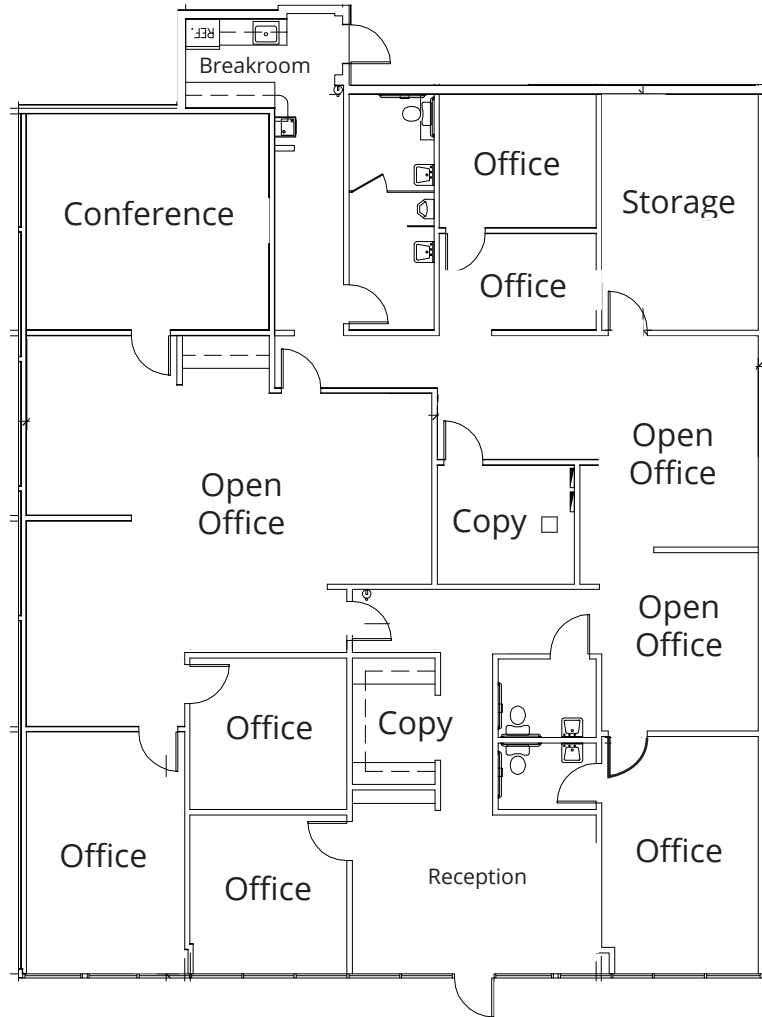 REF.
Breakroom
Office
Conference
Storage
Office
Open
Office
Open
Office
Copy
Open
Office
Office
Copy
Office
Office
Office
Reception